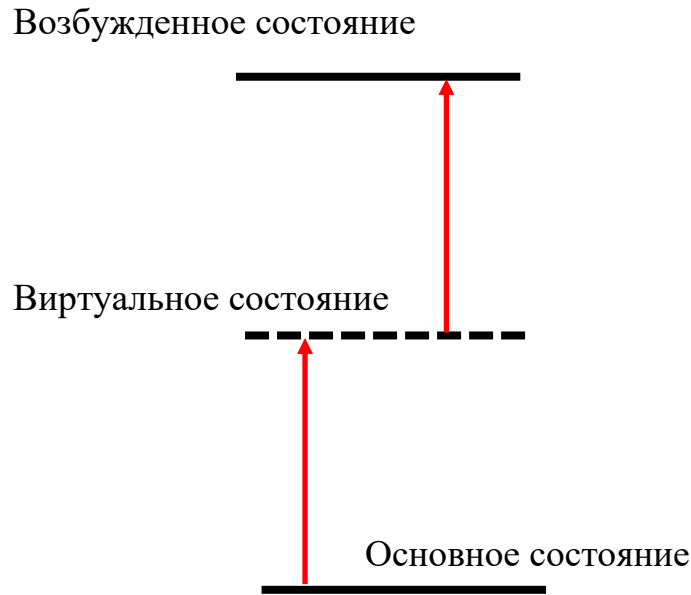 Возбужденное состояние
Виртуальное состояние
Основное состояние